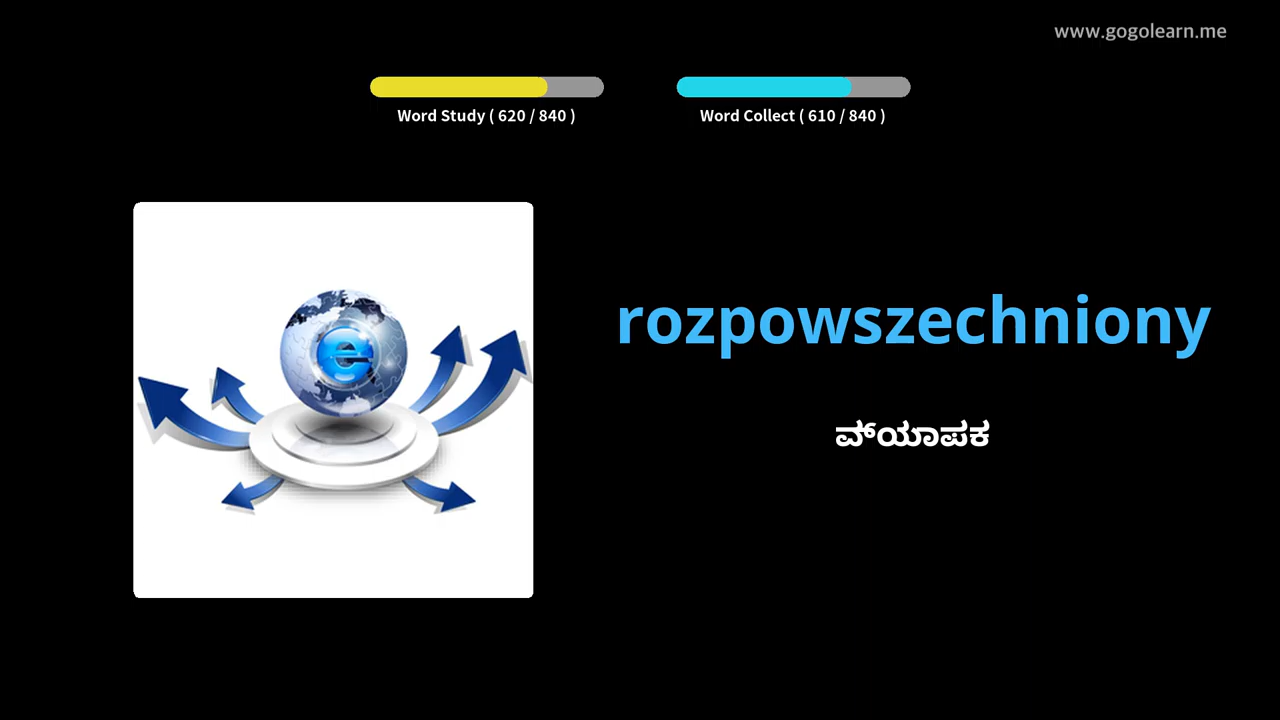 www.gogolearn.me
Word Study ( 620 / 840 )
Word Collect ( 610 / 840 )
e
rozpowszechniony
ವ್ಯಾಪಕ